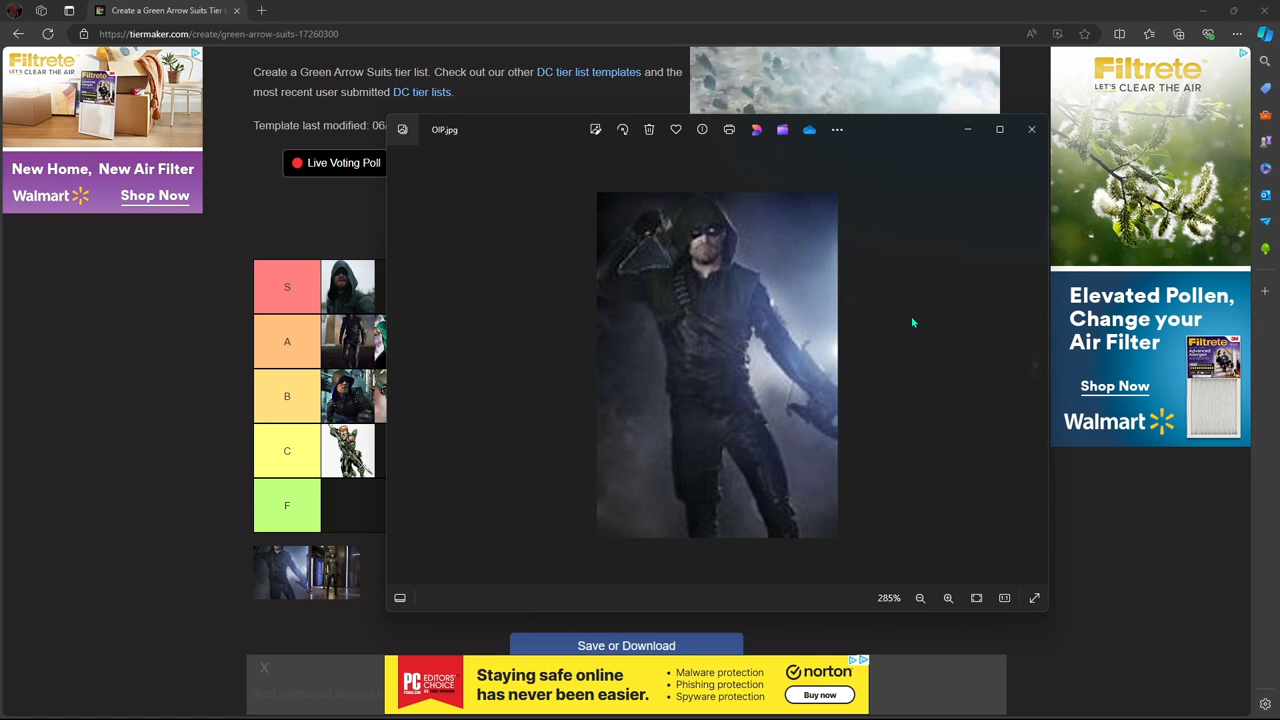 Create a Green Arrow Suits Tier
https://tiermaker.com/create/green-arrow-suits-17260300
Filtrete
LET'S CLEAR THE AIR
New Home, New Air Filter
Walmart
Shop Now
Create a Green Arrow Suits tier list. Check out our other DC tier list templates and the
most recent user submitted DC tier lists.
Template last modified: 06/
Live Voting Poll
OIP.jpg
S
A
B
C
F
285%
Save or Download
X
PC EDITORS' CHOICE
Staying safe online
has never been easier.
• Malware protection
• Phishing protection
• Spyware protection
norton
Buy now
Filtrete
LET'S CLEAR THE AIR
Elevated Pollen,
Change your
Air Filter
Filtrete
Shop Now
Walmart